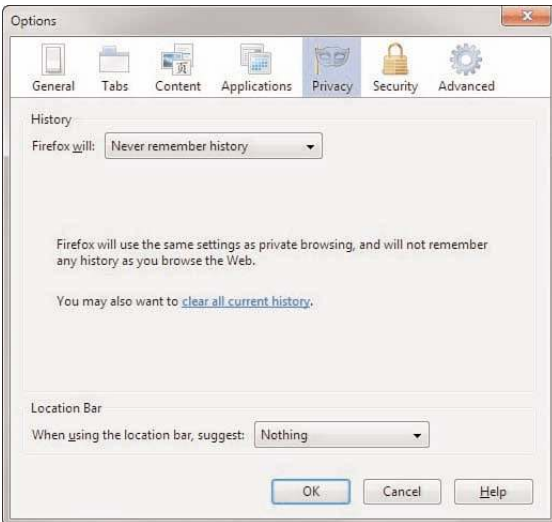 Options
General Tabs Content Applications Privacy Security Advanced
History
Firefox will: Never remember history
Firefox will use the same settings as private browsing, and will not remember
any history as you browse the Web.
You may also want to clear all current history.
Location Bar
When using the location bar, suggest: Nothing
OK Cancel Help